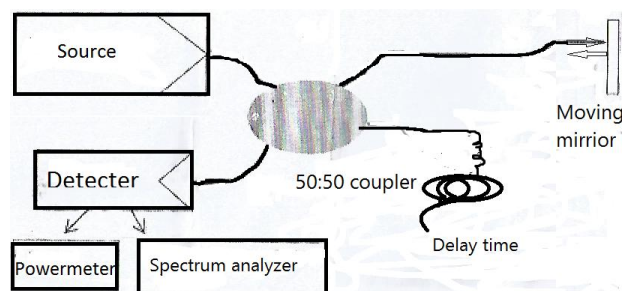 Source
Moving
mirrior
Detecter
50:50 coupler
Delay time
Powermeter
Spectrum analyzer